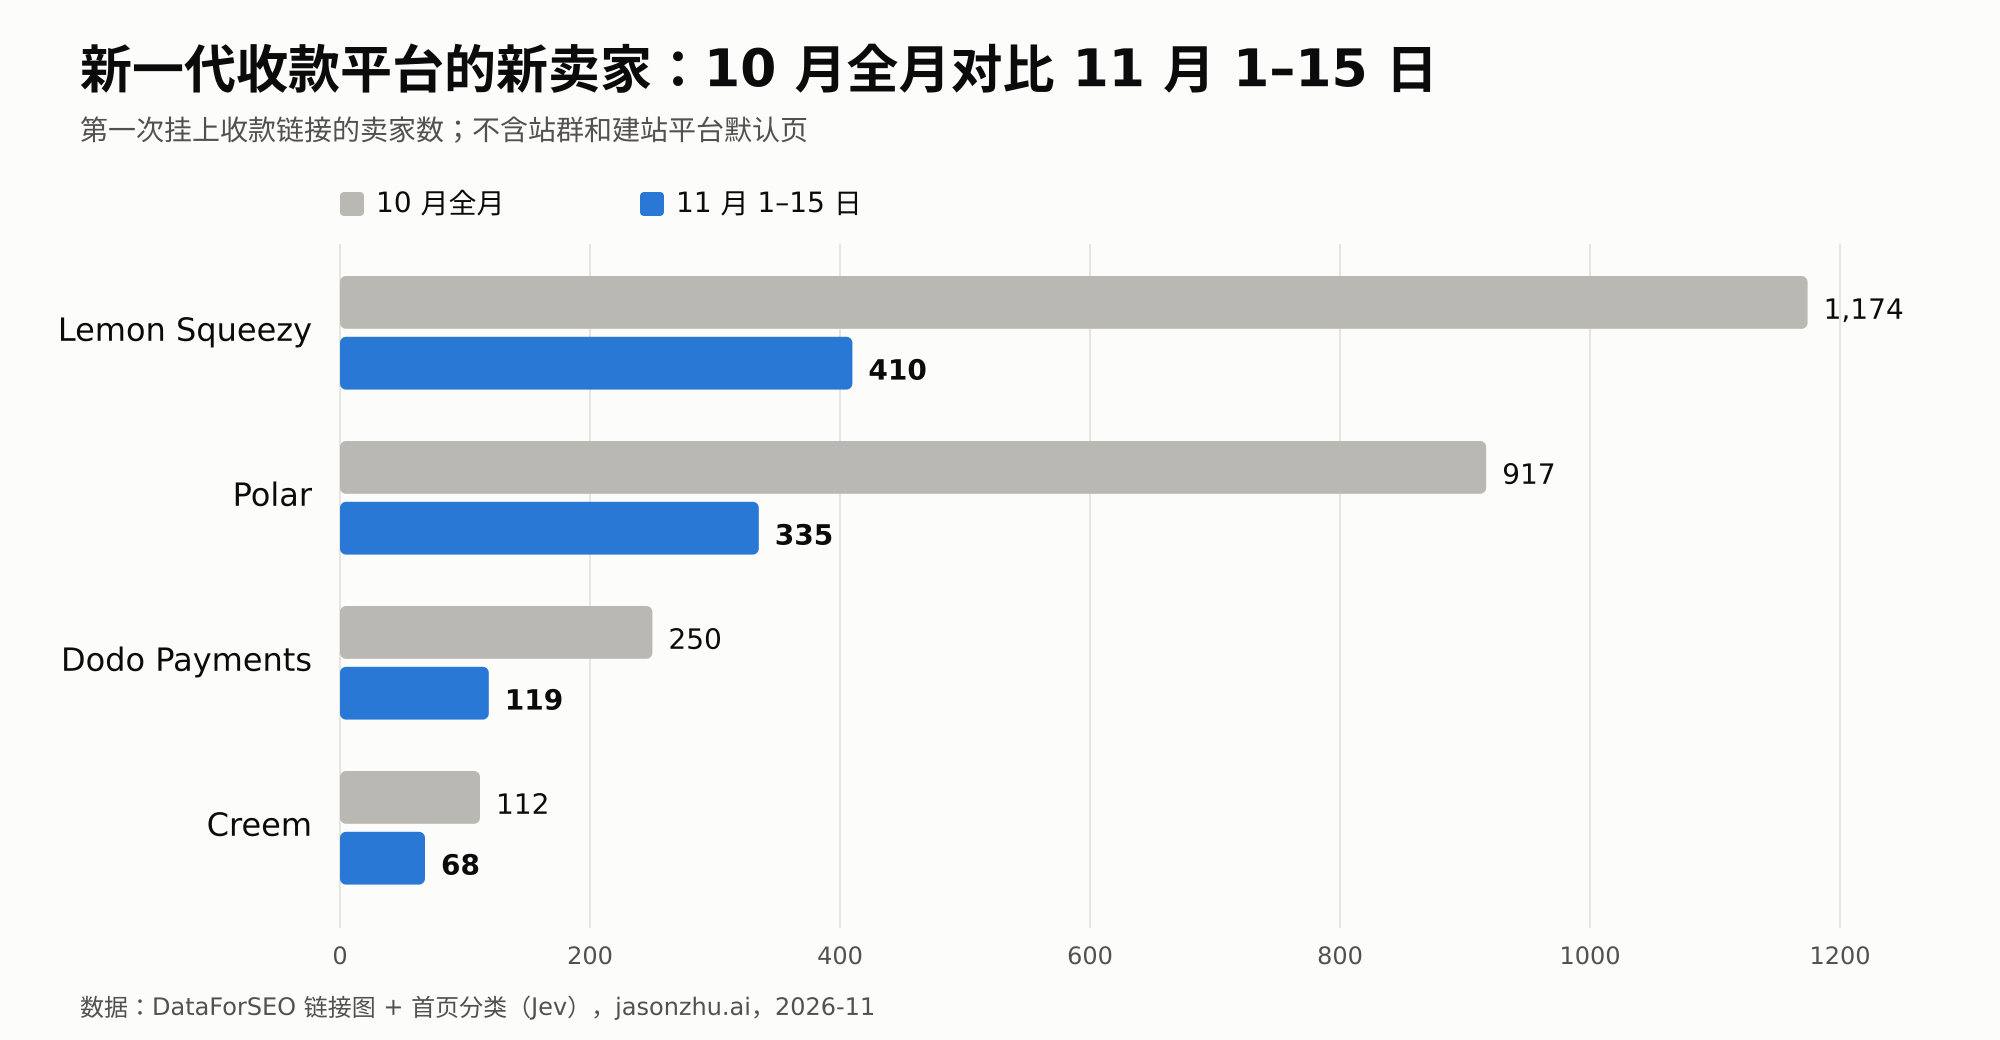 新一代收款平台的新卖家：10 月全月对比 11 月 1–15 日
第一次挂上收款链接的卖家数；不含站群和建站平台默认页
10 月全月
11 月 1–15 日
Lemon Squeezy
1,174
410
Polar
917
335
Dodo Payments
250
119
Creem
112
68
0 200 400 600 800 1000 1200
数据：DataForSEO 链接图 + 首页分类（Jev），jasonzhu.ai，2026-11